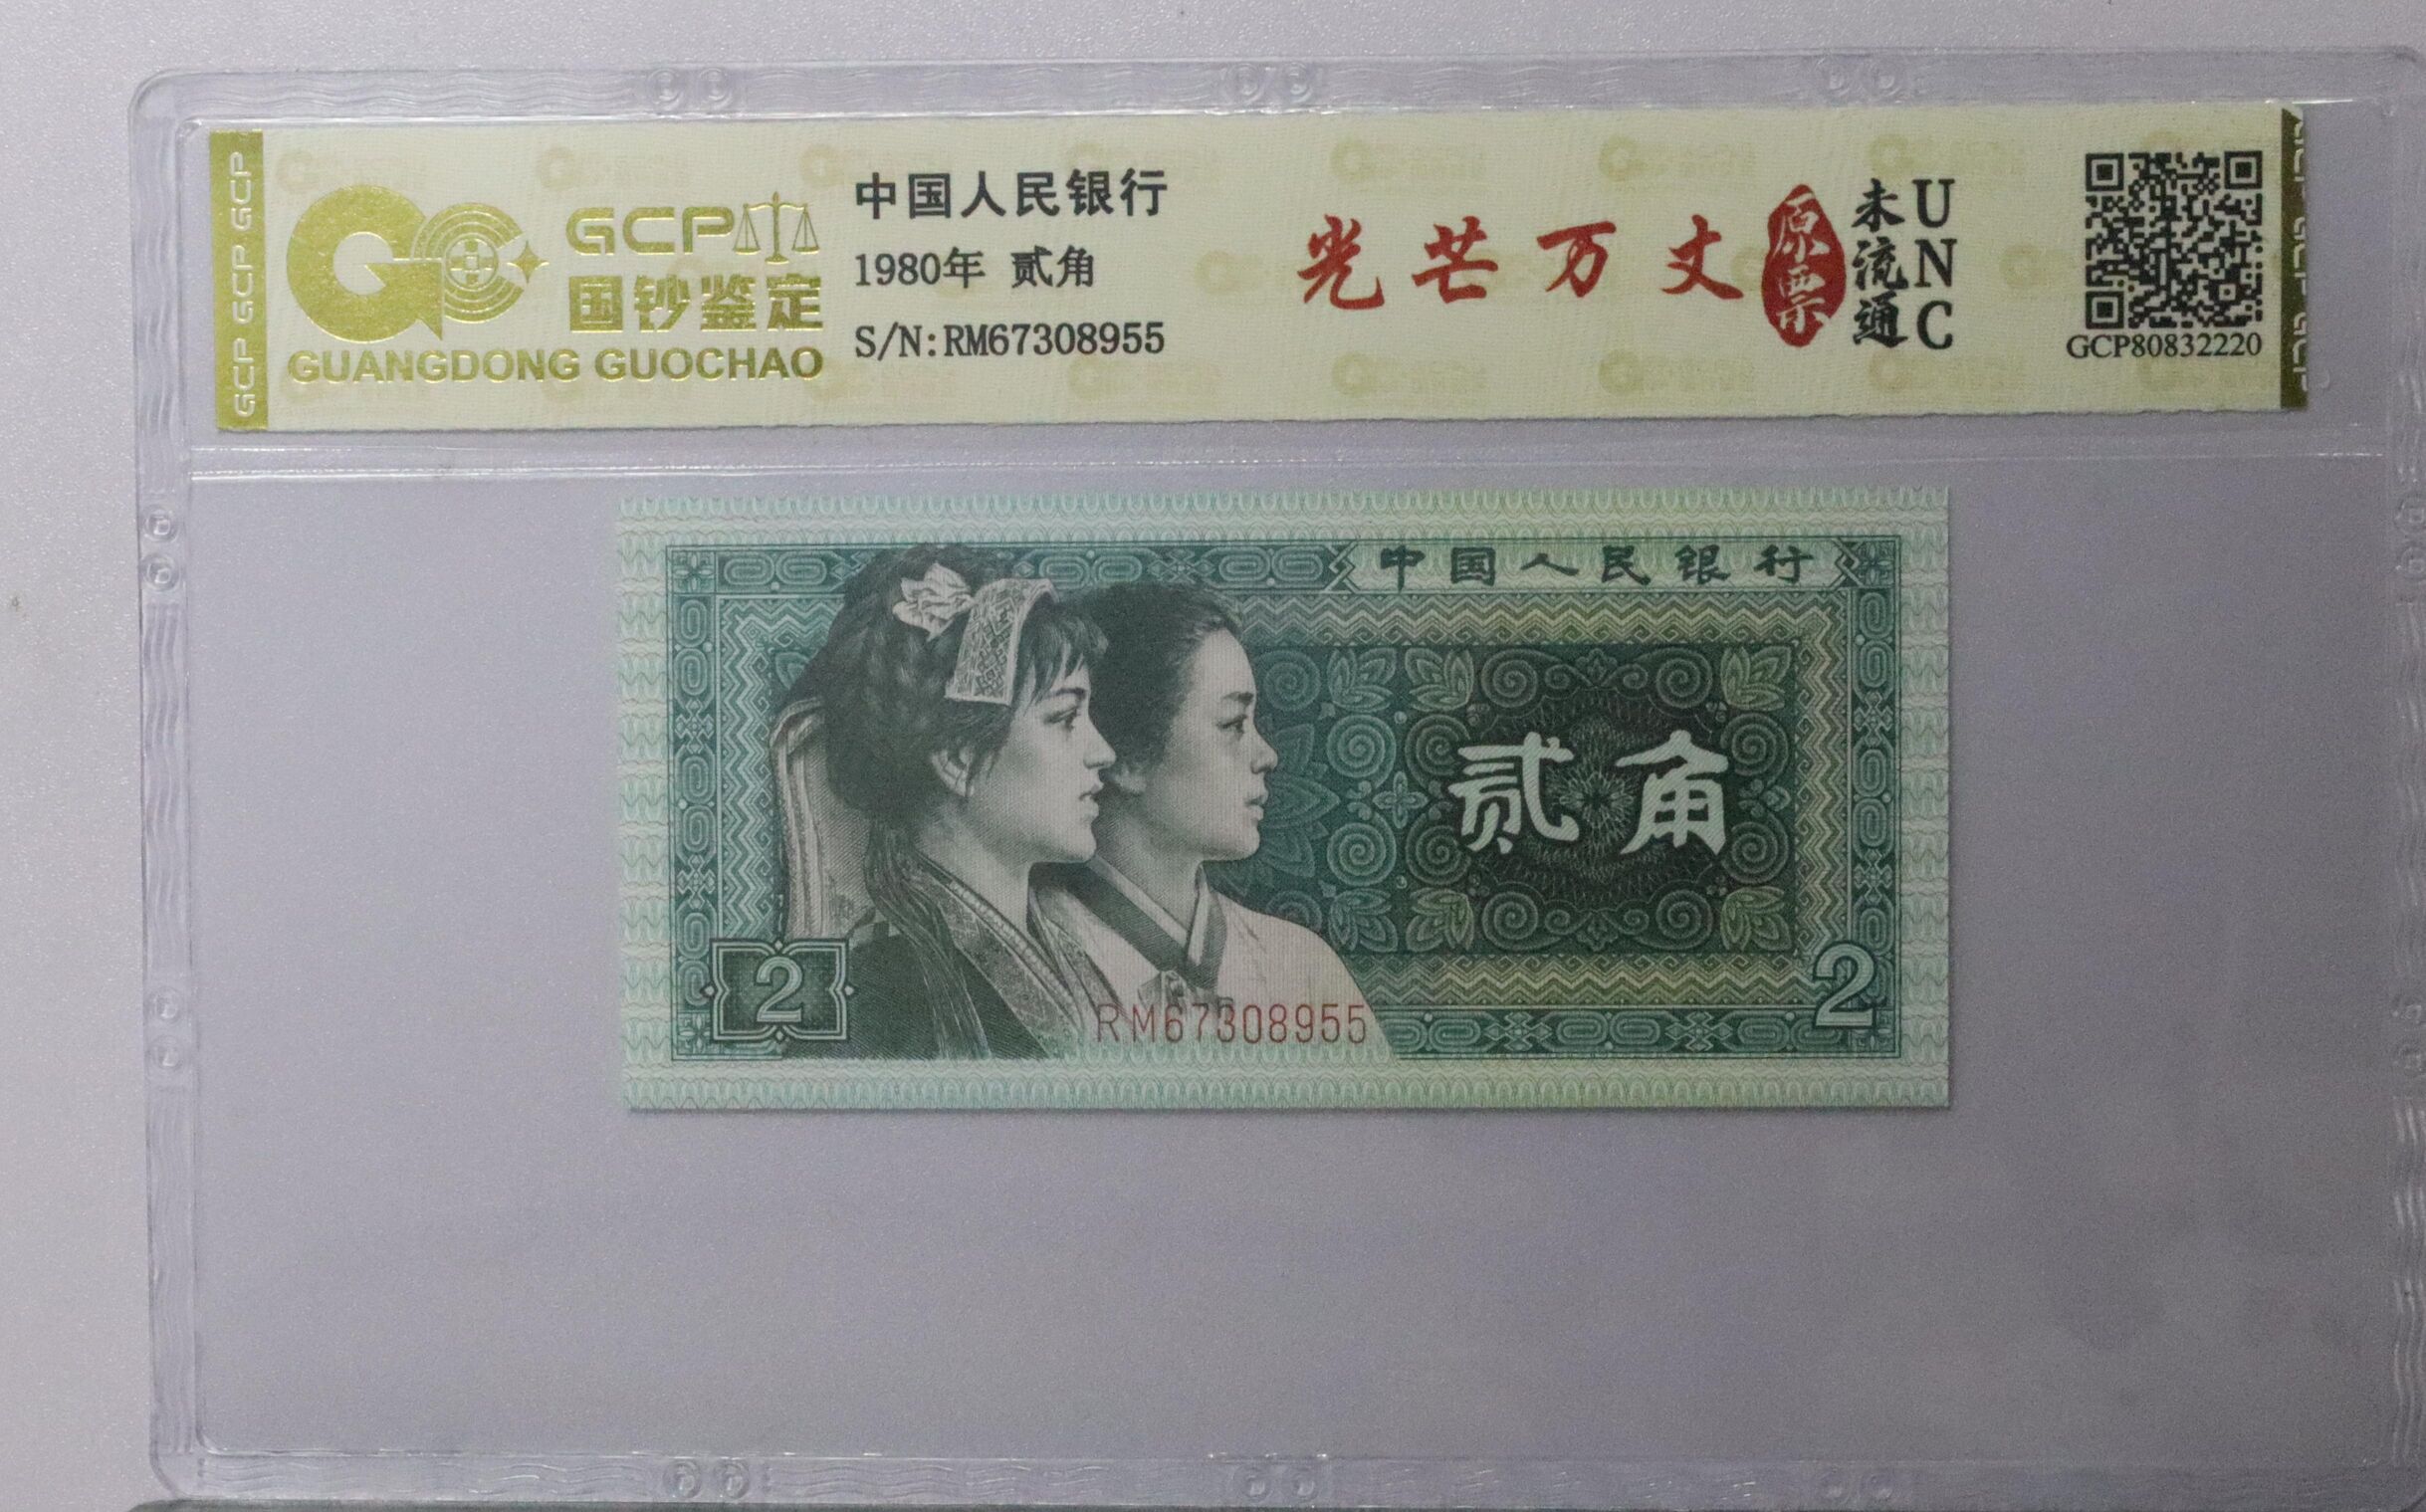 GCP GCP GCP
GCP
国钞鉴定
GUANGDONG GUOCHAO
中国人民银行
1980年 贰角
S/N:RM67308955
光芒万丈
原票
未流通
UNC
GCP80832220
中国人民银行
贰角
2
2
RM67308955